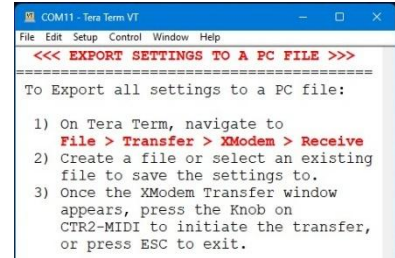 COM11 - Tera Term VT
File Edit Setup Control Window Help
<<< EXPORT SETTINGS TO A PC FILE >>>
==========================================
To Export all settings to a PC file:
1) On Tera Term, navigate to
File > Transfer > XModem > Receive
2) Create a file or select an existing
file to save the settings to.
3) Once the XModem Transfer window
appears, press the Knob on
CTR2-MIDI to initiate the transfer,
or press ESC to exit.